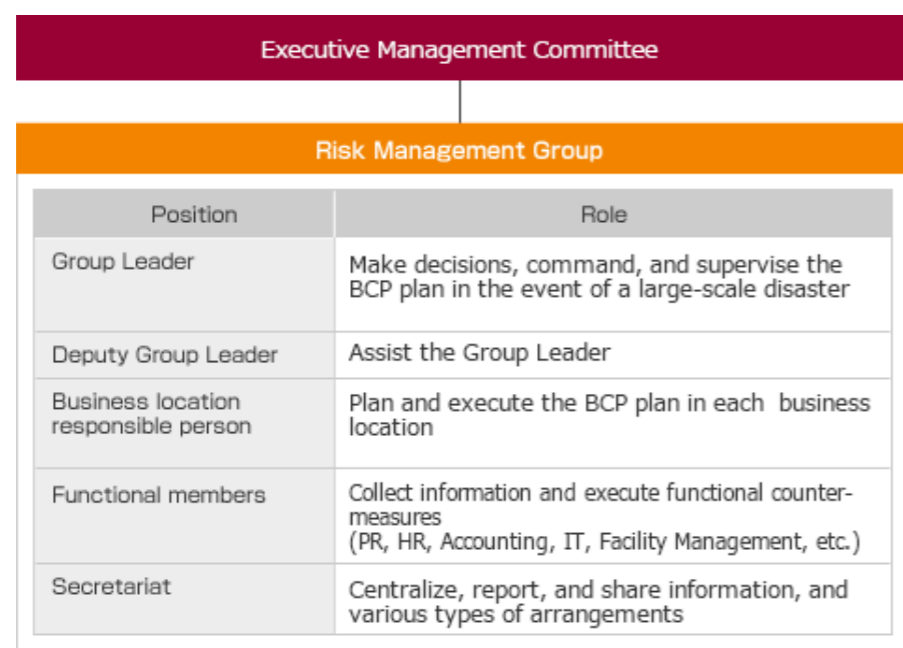 Executive Management Committee
Risk Management Group
Position
Role
Group Leader
Make decisions, command, and supervise the
BCP plan in the event of a large-scale disaster
Deputy Group Leader
Assist the Group Leader
Business location
responsible person
Plan and execute the BCP plan in each business
location
Functional members
Collect information and execute functional counter-
measures
(PR, HR, Accounting, IT, Facility Management, etc.)
Secretariat
Centralize, report, and share information, and
various types of arrangements